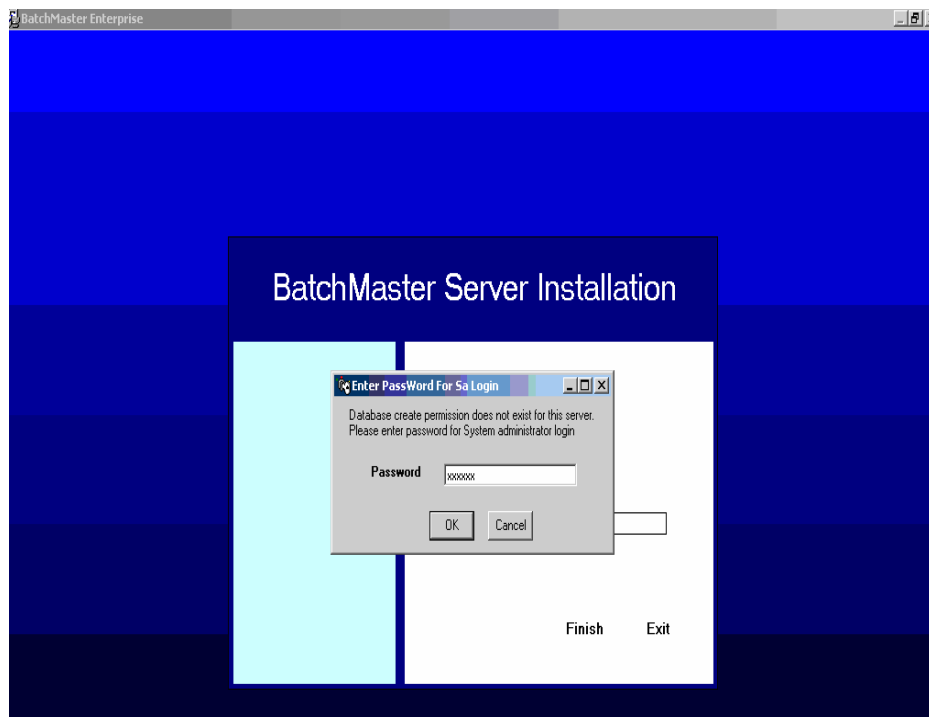 BatchMaster Enterprise
BatchMaster Server Installation
Enter PassWord For Sa Login
Database create permission does not exist for this server.
Please enter password for System administrator login
Password
xxxxxx
OK
Cancel
Finish
Exit